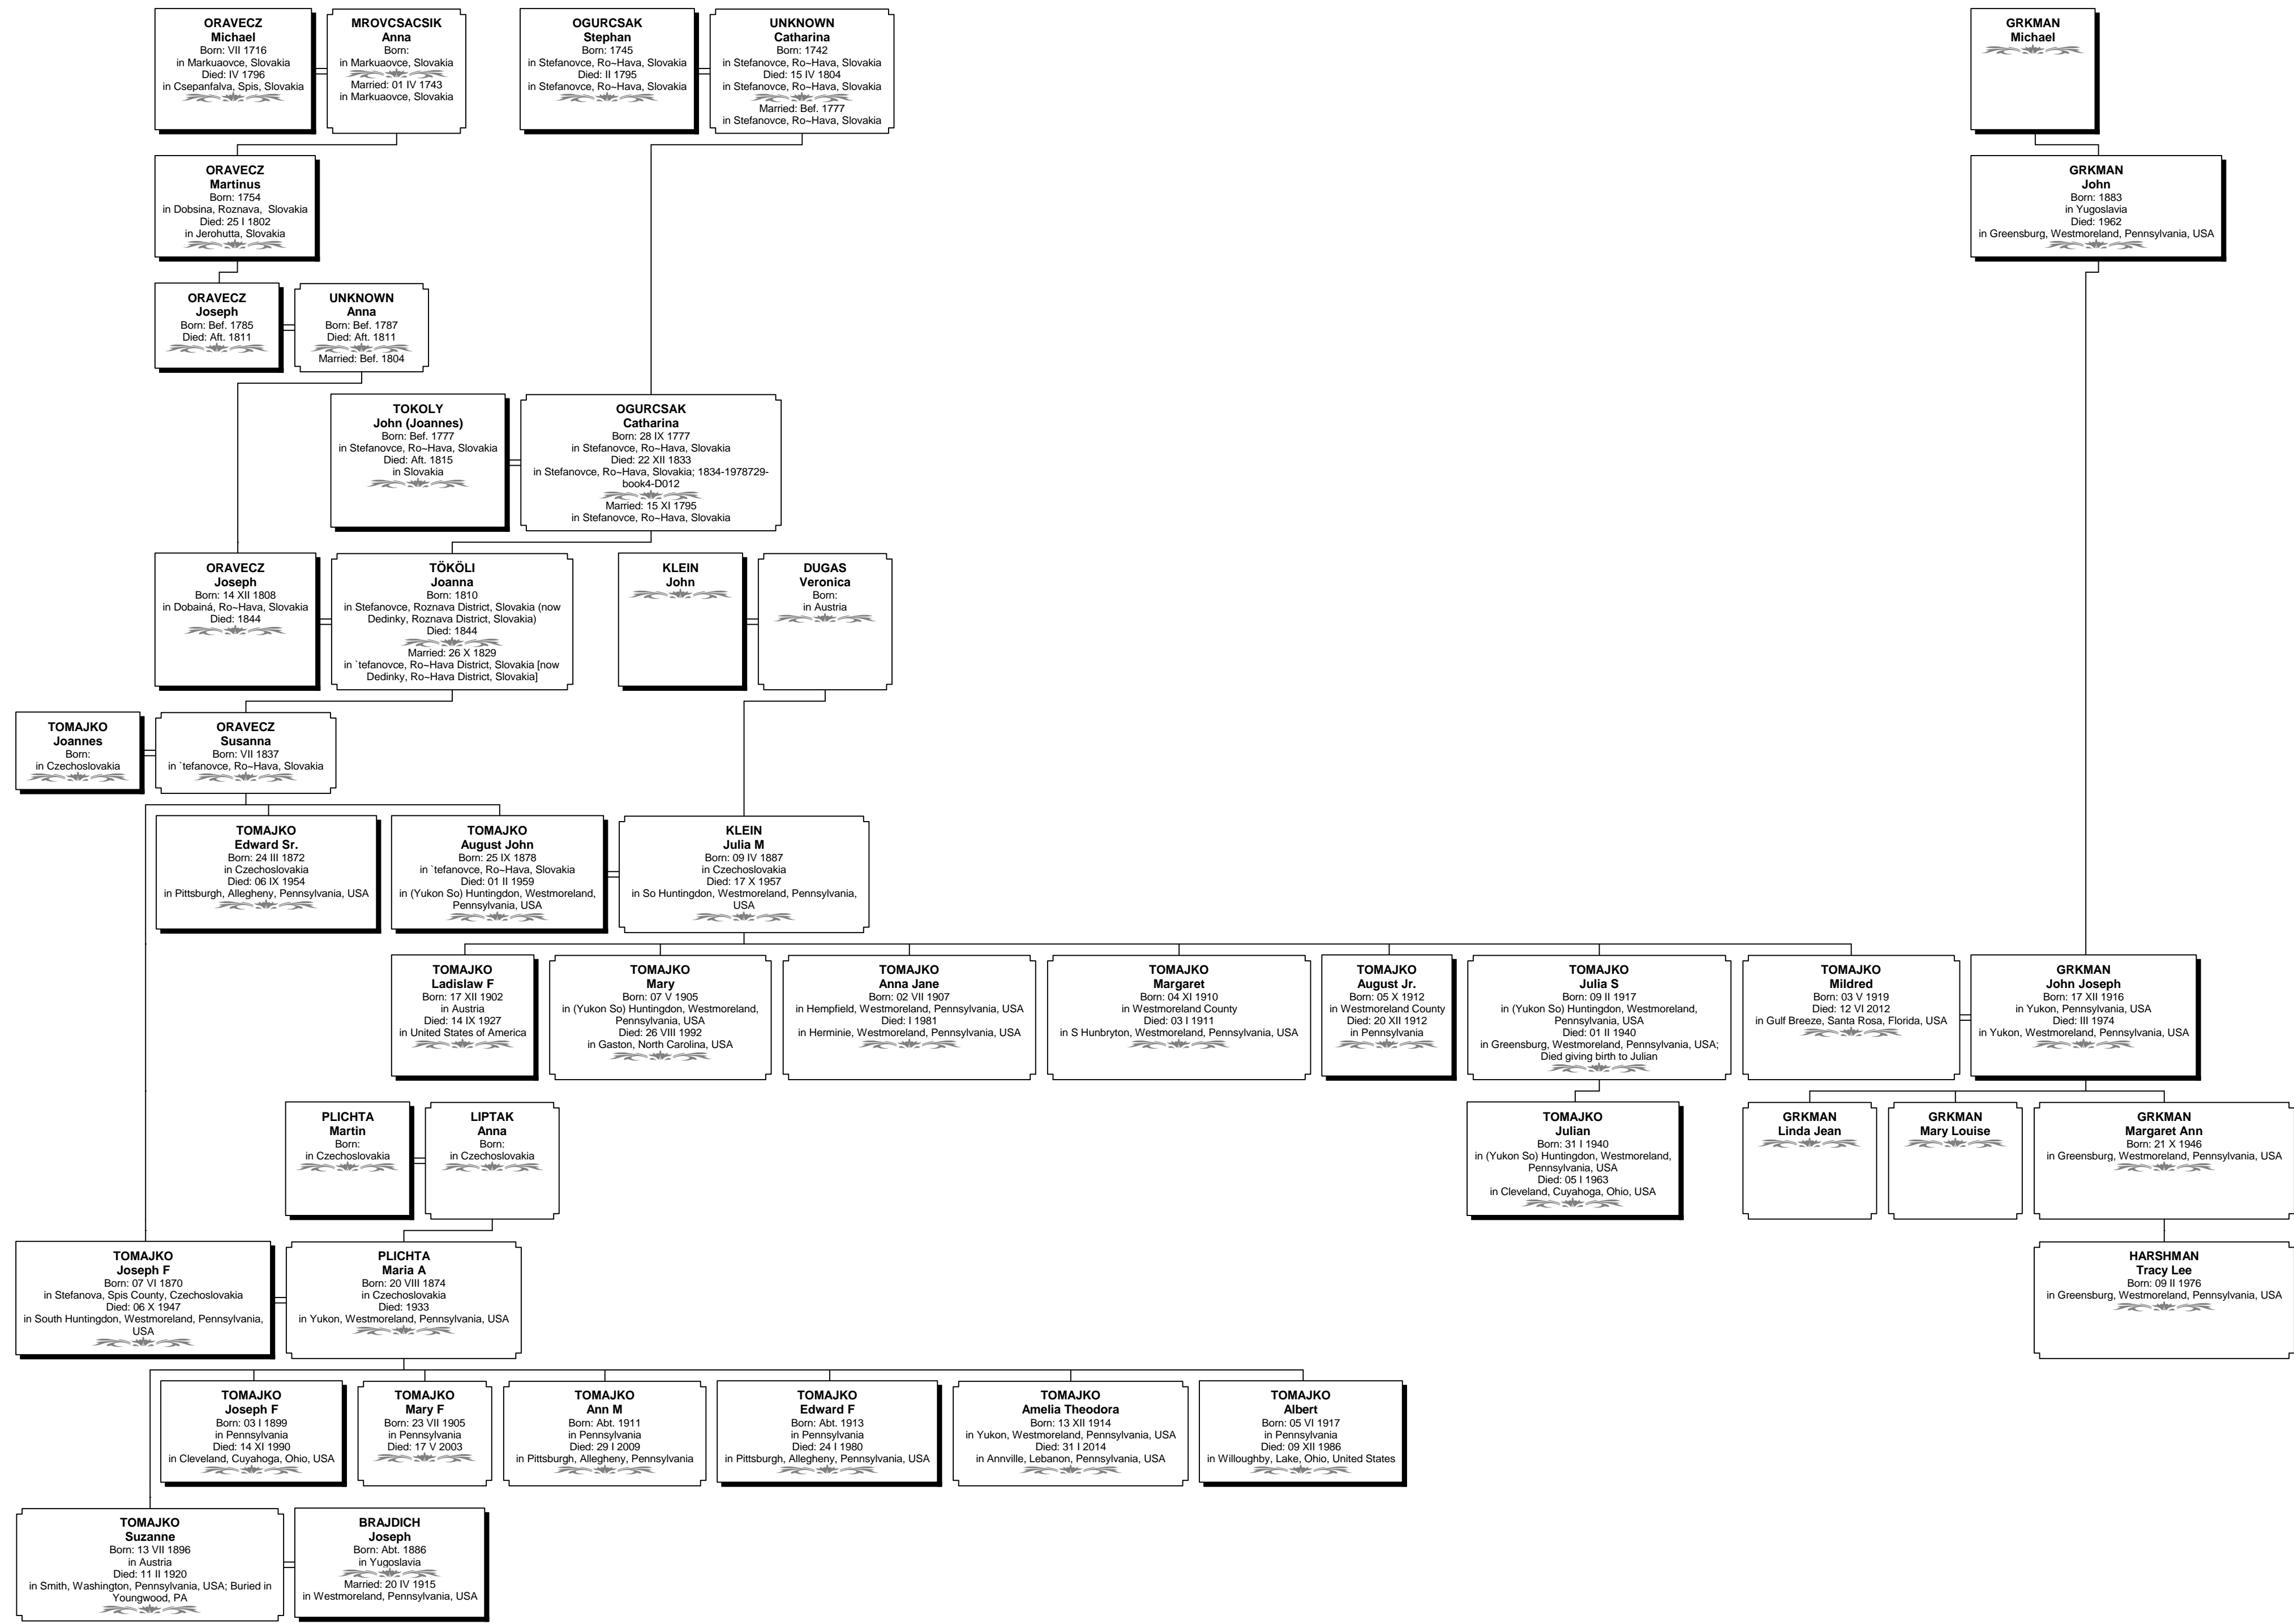 ORAVECZ
Michael
Born: VII 1716
in Markuaovce, Slovakia
Died: IV 1796
in Csepanfalva, Spis, Slovakia
MROVCSACSIK
Anna
Born:
in Markuaovce, Slovakia
Married: 01 IV 1743
in Markuaovce, Slovakia
OGURCSAK
Stephan
Born: 1745
in Stefanovce, Ro~Hava, Slovakia
Died: II 1795
in Stefanovce, Ro~Hava, Slovakia
UNKNOWN
Catharina
Born: 1742
in Stefanovce, Ro~Hava, Slovakia
Died: 15 IV 1804
in Stefanovce, Ro~Hava, Slovakia
Married: Bef. 1777
in Stefanovce, Ro~Hava, Slovakia
GRKMAN
Michael
ORAVECZ
Martinus
Born: 1754
in Dobsina, Roznava,  Slovakia
Died: 25 I 1802
in Jerohutta, Slovakia
GRKMAN
John
Born: 1883
in Yugoslavia
Died: 1962
in Greensburg, Westmoreland, Pennsylvania, USA
ORAVECZ
Joseph
Born: Bef. 1785
Died: Aft. 1811
UNKNOWN
Anna
Born: Bef. 1787
Died: Aft. 1811
Married: Bef. 1804
TOKOLY
John (Joannes)
Born: Bef. 1777
in Stefanovce, Ro~Hava, Slovakia
Died: Aft. 1815
in Slovakia
OGURCSAK
Catharina
Born: 28 IX 1777
in Stefanovce, Ro~Hava, Slovakia
Died: 22 XII 1833
in Stefanovce, Ro~Hava, Slovakia; 1834-1978729-
book4-D012
Married: 15 XI 1795
in Stefanovce, Ro~Hava, Slovakia
ORAVECZ
Joseph
Born: 14 XII 1808
in Dobainá, Ro~Hava, Slovakia
Died: 1844
TÖKÖLI
Joanna
Born: 1810
in Stefanovce, Roznava District, Slovakia (now
Dedinky, Roznava District, Slovakia)
Died: 1844
Married: 26 X 1829
in `tefanovce, Ro~Hava District, Slovakia [now
Dedinky, Ro~Hava District, Slovakia]
KLEIN
John
DUGAS
Veronica
Born:
in Austria
TOMAJKO
Joannes
Born:
in Czechoslovakia
ORAVECZ
Susanna
Born: VII 1837
in `tefanovce, Ro~Hava, Slovakia
TOMAJKO
Edward Sr.
Born: 24 III 1872
in Czechoslovakia
Died: 06 IX 1954
in Pittsburgh, Allegheny, Pennsylvania, USA
TOMAJKO
August John
Born: 25 IX 1878
in `tefanovce, Ro~Hava, Slovakia
Died: 01 II 1959
in (Yukon So) Huntingdon, Westmoreland,
Pennsylvania, USA
KLEIN
Julia M
Born: 09 IV 1887
in Czechoslovakia
Died: 17 X 1957
in So Huntingdon, Westmoreland, Pennsylvania,
USA
TOMAJKO
Ladislaw F
Born: 17 XII 1902
in Austria
Died: 14 IX 1927
in United States of America
TOMAJKO
Mary
Born: 07 V 1905
in (Yukon So) Huntingdon, Westmoreland,
Pennsylvania, USA
Died: 26 VIII 1992
in Gaston, North Carolina, USA
TOMAJKO
Anna Jane
Born: 02 VII 1907
in Hempfield, Westmoreland, Pennsylvania, USA
Died: I 1981
in Herminie, Westmoreland, Pennsylvania, USA
TOMAJKO
Margaret
Born: 04 XI 1910
in Westmoreland County
Died: 03 I 1911
in S Hunbryton, Westmoreland, Pennsylvania, USA
TOMAJKO
August Jr.
Born: 05 X 1912
in Westmoreland County
Died: 20 XII 1912
in Pennsylvania
TOMAJKO
Julia S
Born: 09 II 1917
in (Yukon So) Huntingdon, Westmoreland,
Pennsylvania, USA
Died: 01 II 1940
in Greensburg, Westmoreland, Pennsylvania, USA;
Died giving birth to Julian
TOMAJKO
Mildred
Born: 03 V 1919
Died: 12 VI 2012
in Gulf Breeze, Santa Rosa, Florida, USA
GRKMAN
John Joseph
Born: 17 XII 1916
in Yukon, Pennsylvania, USA
Died: III 1974
in Yukon, Westmoreland, Pennsylvania, USA
PLICHTA
Martin
Born:
in Czechoslovakia
LIPTAK
Anna
Born:
in Czechoslovakia
TOMAJKO
Julian
Born: 31 I 1940
in (Yukon So) Huntingdon, Westmoreland,
Pennsylvania, USA
Died: 05 I 1963
in Cleveland, Cuyahoga, Ohio, USA
GRKMAN
Linda Jean
GRKMAN
Mary Louise
GRKMAN
Margaret Ann
Born: 21 X 1946
in Greensburg, Westmoreland, Pennsylvania, USA
TOMAJKO
Joseph F
Born: 07 VI 1870
in Stefanova, Spis County, Czechoslovakia
Died: 06 X 1947
in South Huntingdon, Westmoreland, Pennsylvania,
USA
PLICHTA
Maria A
Born: 20 VIII 1874
in Czechoslovakia
Died: 1933
in Yukon, Westmoreland, Pennsylvania, USA
HARSHMAN
Tracy Lee
Born: 09 II 1976
in Greensburg, Westmoreland, Pennsylvania, USA
TOMAJKO
Joseph F
Born: 03 I 1899
in Pennsylvania
Died: 14 XI 1990
in Cleveland, Cuyahoga, Ohio, USA
TOMAJKO
Mary F
Born: 23 VII 1905
in Pennsylvania
Died: 17 V 2003
TOMAJKO
Ann M
Born: Abt. 1911
in Pennsylvania
Died: 29 I 2009
in Pittsburgh, Allegheny, Pennsylvania
TOMAJKO
Edward F
Born: Abt. 1913
in Pennsylvania
Died: 24 I 1980
in Pittsburgh, Allegheny, Pennsylvania, USA
TOMAJKO
Amelia Theodora
Born: 13 XII 1914
in Yukon, Westmoreland, Pennsylvania, USA
Died: 31 I 2014
in Annville, Lebanon, Pennsylvania, USA
TOMAJKO
Albert
Born: 05 VI 1917
in Pennsylvania
Died: 09 XII 1986
in Willoughby, Lake, Ohio, United States
TOMAJKO
Suzanne
Born: 13 VII 1896
in Austria
Died: 11 II 1920
in Smith, Washington, Pennsylvania, USA; Buried in
Youngwood, PA
BRAJDICH
Joseph
Born: Abt. 1886
in Yugoslavia
Married: 20 IV 1915
in Westmoreland, Pennsylvania, USA